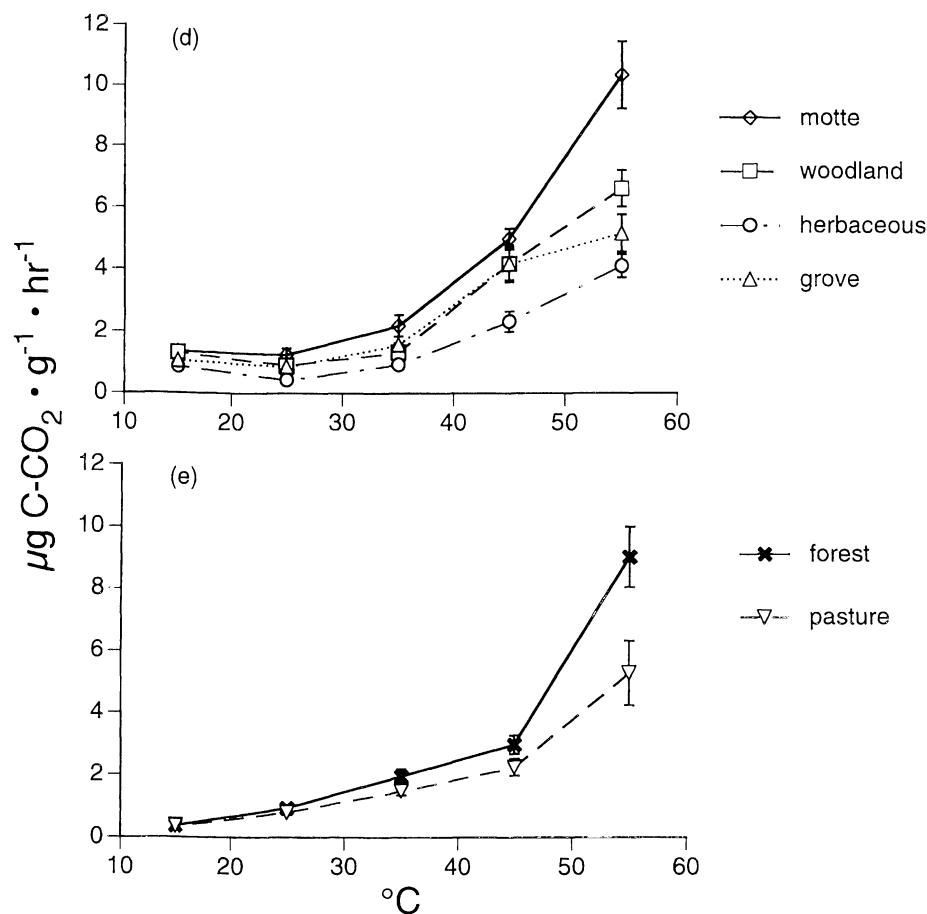 (d)
12
10
8
6
4
2
0
10 20 30 40 50 60
motte
woodland
herbaceous
grove
µg C-CO₂ • g⁻¹ • hr⁻¹
(e)
12
10
8
6
4
2
0
10 20 30 40 50 60
forest
pasture
°C